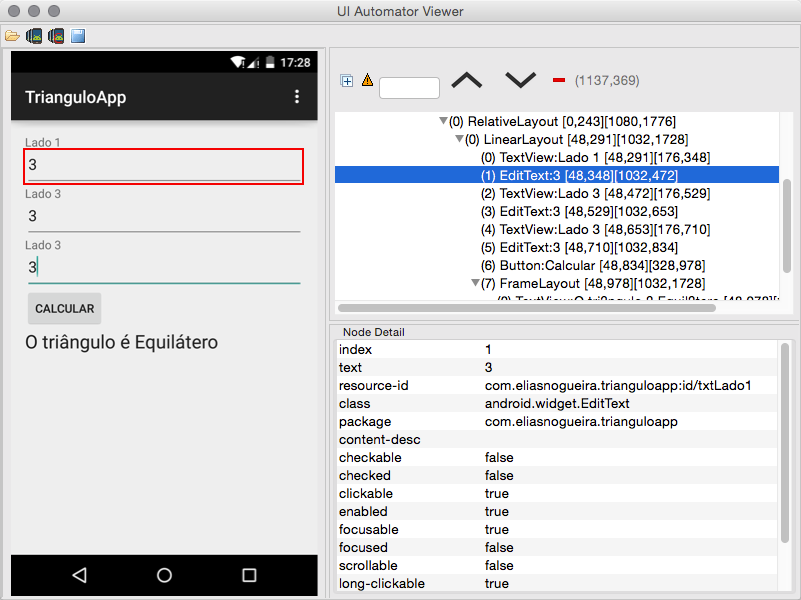 UI Automator Viewer
17:28
TrianguloApp
Lado 1
3
Lado 3
3
Lado 3
3
CALCULAR
O triângulo é Equilátero
(1137,369)
(0) RelativeLayout [0,243][1080,1776]
(0) LinearLayout [48,291][1032,1728]
(0) TextView:Lado 1 [48,291][176,348]
(1) EditText:3 [48,348][1032,472]
(2) TextView:Lado 3 [48,472][176,529]
(3) EditText:3 [48,529][1032,653]
(4) TextView:Lado 3 [48,653][176,710]
(5) EditText:3 [48,710][1032,834]
(6) Button:Calcular [48,834][328,978]
(7) FrameLayout [48,978][1032,1728]
Node Detail
index 1
text 3
resource-id com.eliasnogueira.trianguloapp:id/txtLado1
class android.widget.EditText
package com.eliasnogueira.trianguloapp
content-desc
checkable false
checked false
clickable true
enabled true
focusable true
focused false
scrollable false
long-clickable true